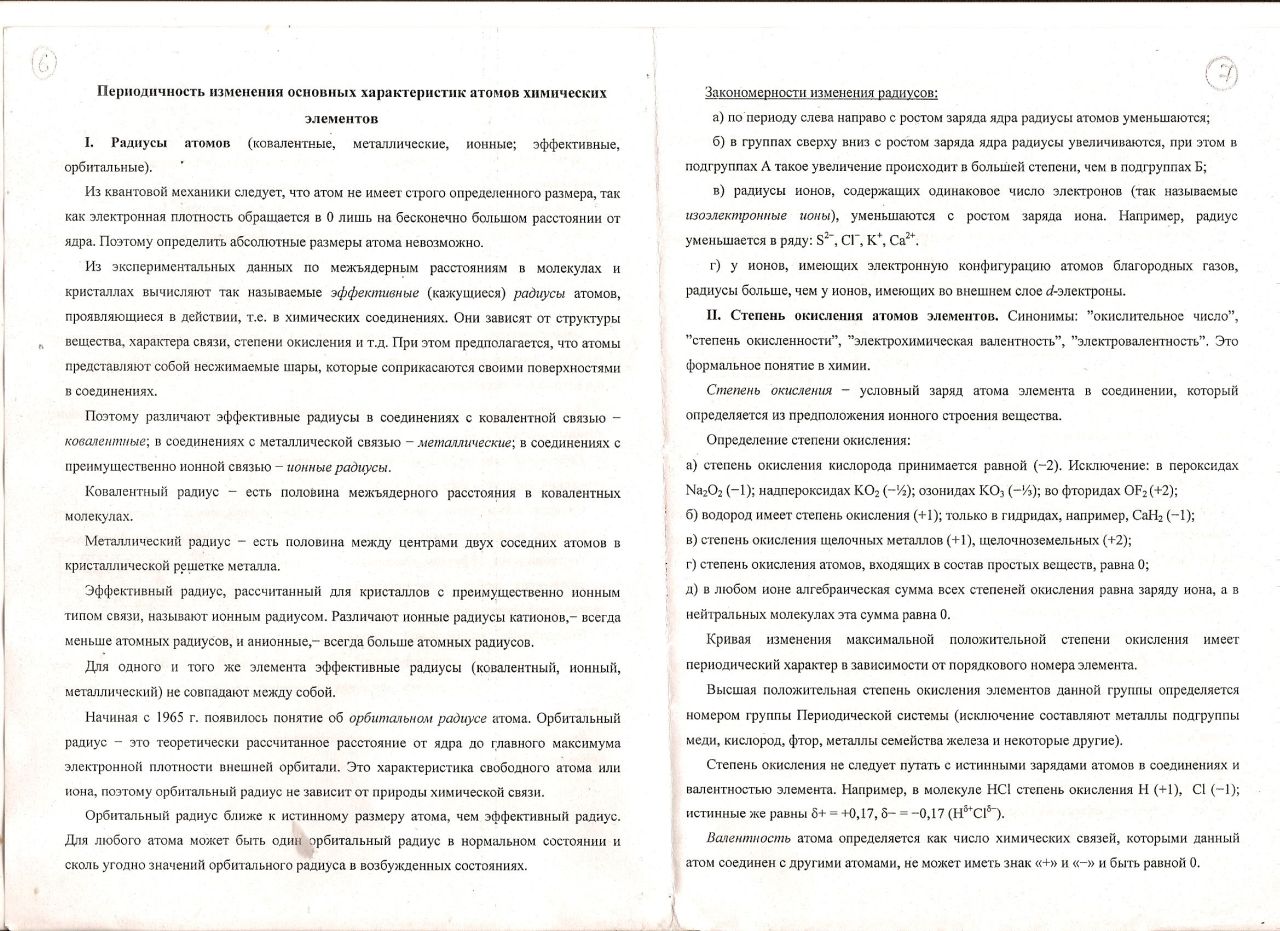 6
Периодичность изменения основных характеристик атомов химических
элементов
I. Радиусы атомов (ковалентные, металлические, ионные; эффективные,
орбитальные).
Из квантовой механики следует, что атом не имеет строго определенного размера, так
как электронная плотность обращается в 0 лишь на бесконечно большом расстоянии от
ядра. Поэтому определить абсолютные размеры атома невозможно.
Из экспериментальных данных по межъядерным расстояниям в молекулах и
кристаллах вычисляют так называемые эффективные (кажущиеся) радиусы атомов,
проявляющиеся в действии, т.е. в химических соединениях. Они зависят от структуры
вещества, характера связи, степени окисления и т.д. При этом предполагается, что атомы
представляют собой несжимаемые шары, которые соприкасаются своими поверхностями
в соединениях.
Поэтому различают эффективные радиусы в соединениях с ковалентной связью −
ковалентные; в соединениях с металлической связью − металлические; в соединениях с
преимущественно ионной связью − ионные радиусы.
Ковалентный радиус − есть половина межъядерного расстояния в ковалентных
молекулах.
Металлический радиус − есть половина между центрами двух соседних атомов в
кристаллической решетке металла.
Эффективный радиус, рассчитанный для кристаллов с преимущественно ионным
типом связи, называют ионным радиусом. Различают ионные радиусы катионов,− всегда
меньше атомных радиусов, и анионные,− всегда больше атомных радиусов.
Для одного и того же элемента эффективные радиусы (ковалентный, ионный,
металлический) не совпадают между собой.
Начиная с 1965 г. появилось понятие об орбитальном радиусе атома. Орбитальный
радиус − это теоретически рассчитанное расстояние от ядра до главного максимума
электронной плотности внешней орбитали. Это характеристика свободного атома или
иона, поэтому орбитальный радиус не зависит от природы химической связи.
Орбитальный радиус ближе к истинному размеру атома, чем эффективный радиус.
Для любого атома может быть один орбитальный радиус в нормальном состоянии и
сколь угодно значений орбитального радиуса в возбужденных состояниях.
7
Закономерности изменения радиусов:
а) по периоду слева направо с ростом заряда ядра радиусы атомов уменьшаются;
б) в группах сверху вниз с ростом заряда ядра радиусы увеличиваются, при этом в
подгруппах А такое увеличение происходит в большей степени, чем в подгруппах Б;
в) радиусы ионов, содержащих одинаковое число электронов (так называемые
изоэлектронные ионы), уменьшаются с ростом заряда иона. Например, радиус
уменьшается в ряду: S²⁻, Cl⁻, K⁺, Ca²⁺.
г) у ионов, имеющих электронную конфигурацию атомов благородных газов,
радиусы больше, чем у ионов, имеющих во внешнем слое d-электроны.
II. Степень окисления атомов элементов. Синонимы: ”окислительное число”,
”степень окисленности”, ”электрохимическая валентность”, ”электровалентность”. Это
формальное понятие в химии.
Степень окисления − условный заряд атома элемента в соединении, который
определяется из предположения ионного строения вещества.
Определение степени окисления:
а) степень окисления кислорода принимается равной (−2). Исключение: в пероксидах
Na₂O₂ (−1); надпероксидах KO₂ (−½); озонидах KO₃ (−⅓); во фторидах OF₂ (+2);
б) водород имеет степень окисления (+1); только в гидридах, например, CaH₂ (−1);
в) степень окисления щелочных металлов (+1), щелочноземельных (+2);
г) степень окисления атомов, входящих в состав простых веществ, равна 0;
д) в любом ионе алгебраическая сумма всех степеней окисления равна заряду иона, а в
нейтральных молекулах эта сумма равна 0.
Кривая изменения максимальной положительной степени окисления имеет
периодический характер в зависимости от порядкового номера элемента.
Высшая положительная степень окисления элементов данной группы определяется
номером группы Периодической системы (исключение составляют металлы подгруппы
меди, кислород, фтор, металлы семейства железа и некоторые другие).
Степень окисления не следует путать с истинными зарядами атомов в соединениях и
валентностью элемента. Например, в молекуле HCl степень окисления H (+1), Cl (−1);
истинные же равны δ+ = +0,17, δ− = −0,17 (Hᵟ⁺Clᵟ⁻).
Валентность атома определяется как число химических связей, которыми данный
атом соединен с другими атомами, не может иметь знак «+» и «−» и быть равной 0.